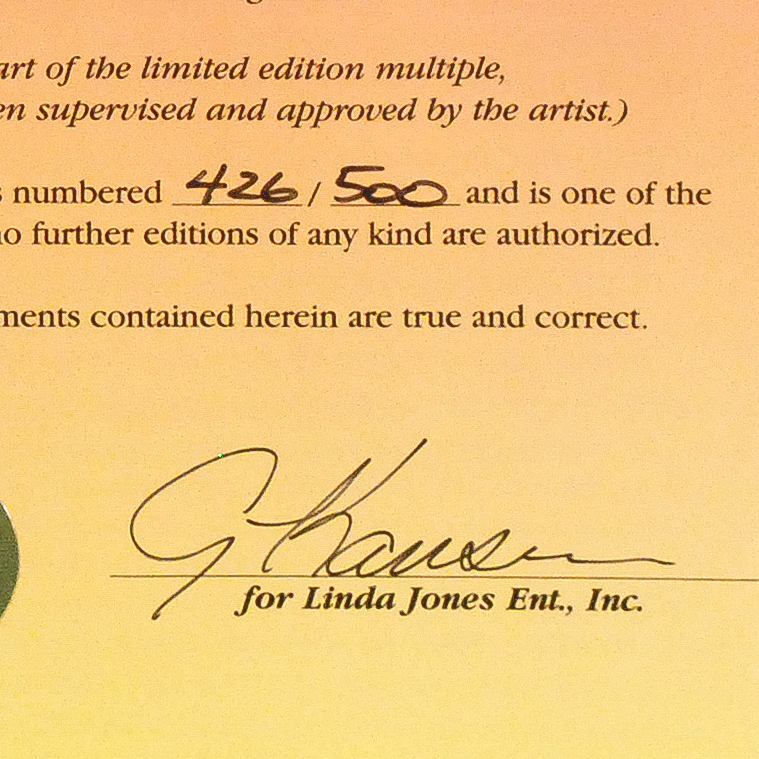 art of the limited edition multiple,
en supervised and approved by the artist.)
s numbered 426 / 500 and is one of the
no further editions of any kind are authorized.
ments contained herein are true and correct.
for Linda Jones Ent., Inc.